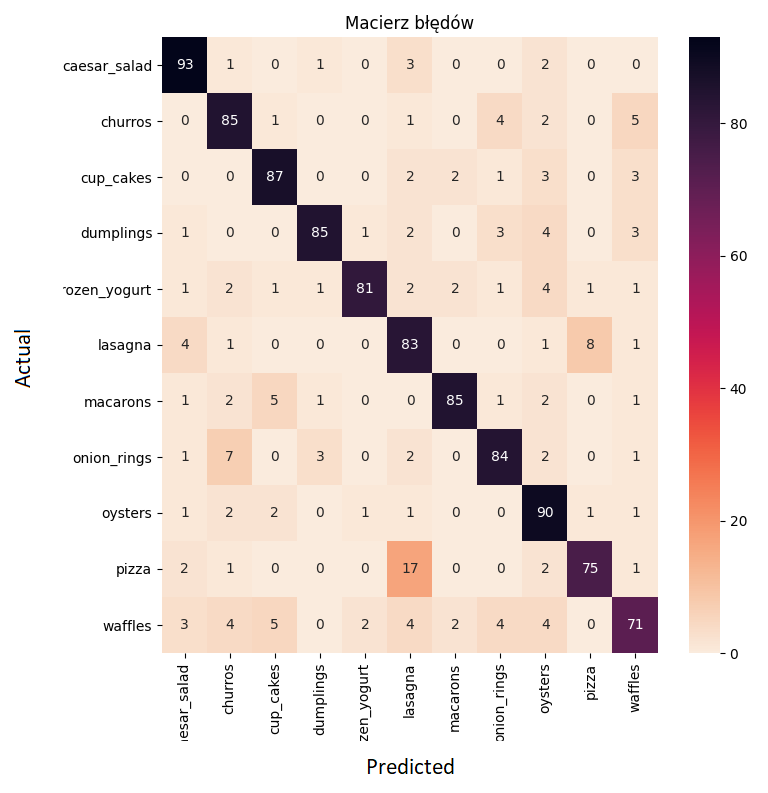 Macierz błędów
caesar_salad 93 1 0 1 0 3 0 0 2 0 0
churros 0 85 1 0 0 1 0 4 2 0 5
cup_cakes 0 0 87 0 0 2 2 1 3 0 3
dumplings 1 0 0 85 1 2 0 3 4 0 3
rozen_yogurt 1 2 1 1 81 2 2 1 4 1 1
lasagna 4 1 0 0 0 83 0 0 1 8 1
macarons 1 2 5 1 0 0 85 1 2 0 1
onion_rings 1 7 0 3 0 2 0 84 2 0 1
oysters 1 2 2 0 1 1 0 0 90 1 1
pizza 2 1 0 0 0 17 0 0 2 75 1
waffles 3 4 5 0 2 4 2 4 4 0 71
aesar_salad churros cup_cakes dumplings zen_yogurt lasagna macarons onion_rings oysters pizza waffles
Predicted
Actual
80
60
40
20
0